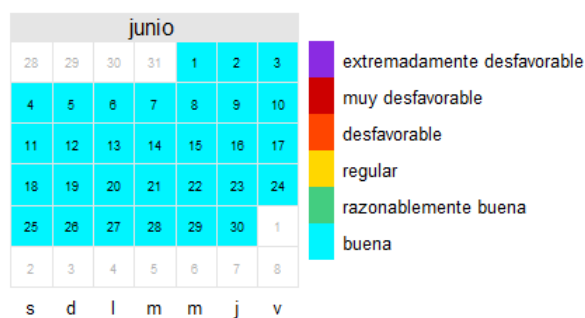 junio
28 29 30 31 1 2 3
4 5 6 7 8 9 10
11 12 13 14 15 16 17
18 19 20 21 22 23 24
25 26 27 28 29 30 1
2 3 4 5 6 7 8
s d l m m j v
extremadamente desfavorable
muy desfavorable
desfavorable
regular
razonablemente buena
buena